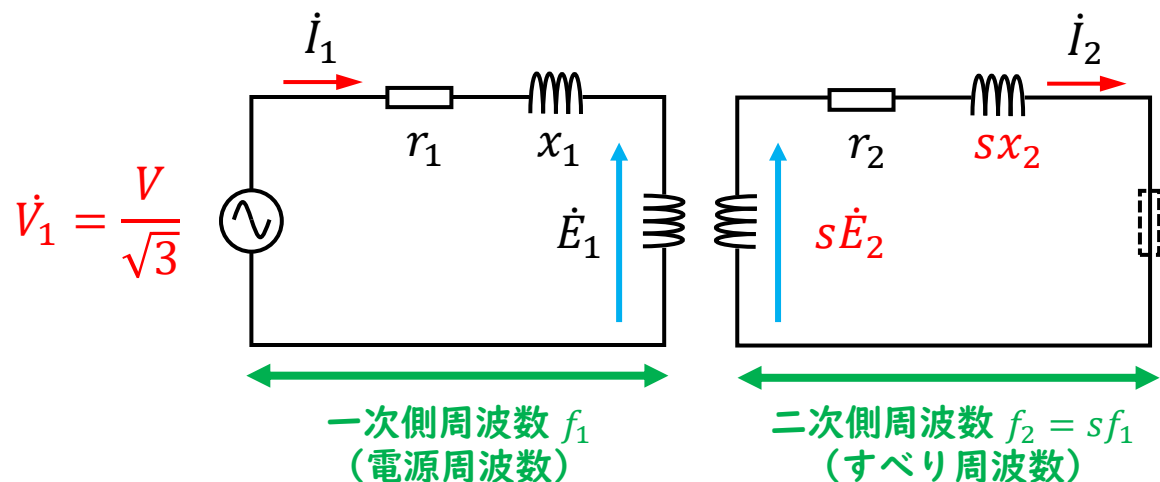 İ₁
İ₂
r₁
x₁
r₂
sx₂
V̇₁ = V/√3
Ė₁
sĖ₂
一次側周波数 f₁
(電源周波数)
二次側周波数 f₂ = sf₁
(すべり周波数)